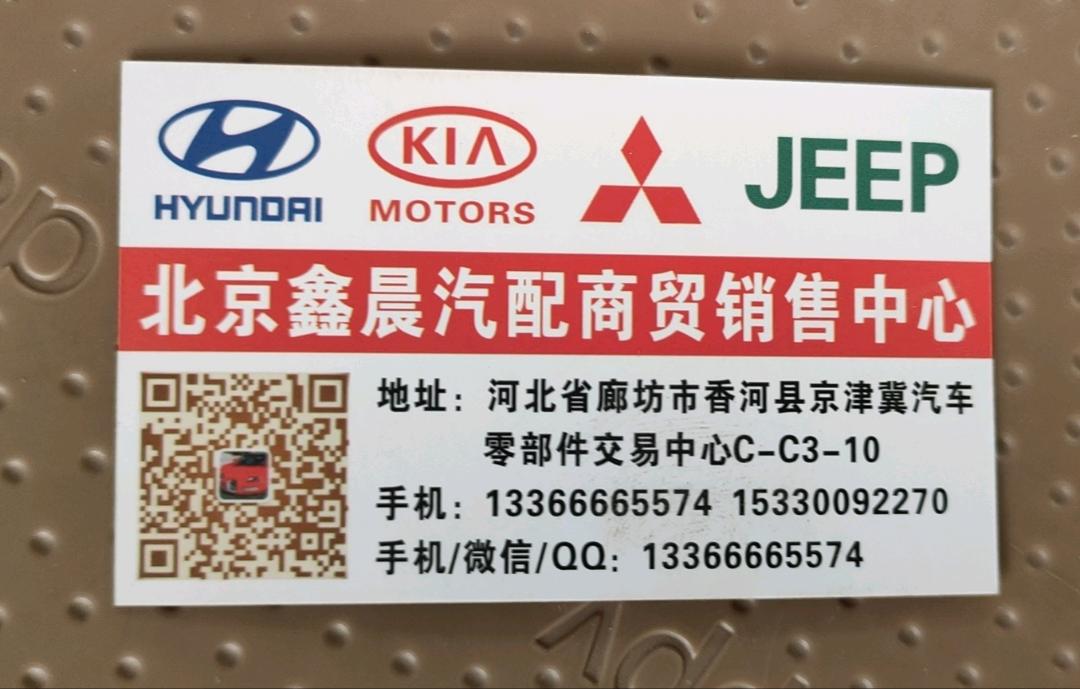 HYUNDAI
KIA
MOTORS
JEEP
北京鑫晨汽配商贸销售中心
地址：河北省廊坊市香河县京津冀汽车
零部件交易中心C-C3-10
手机：13366665574 15330092270
手机/微信/QQ：13366665574